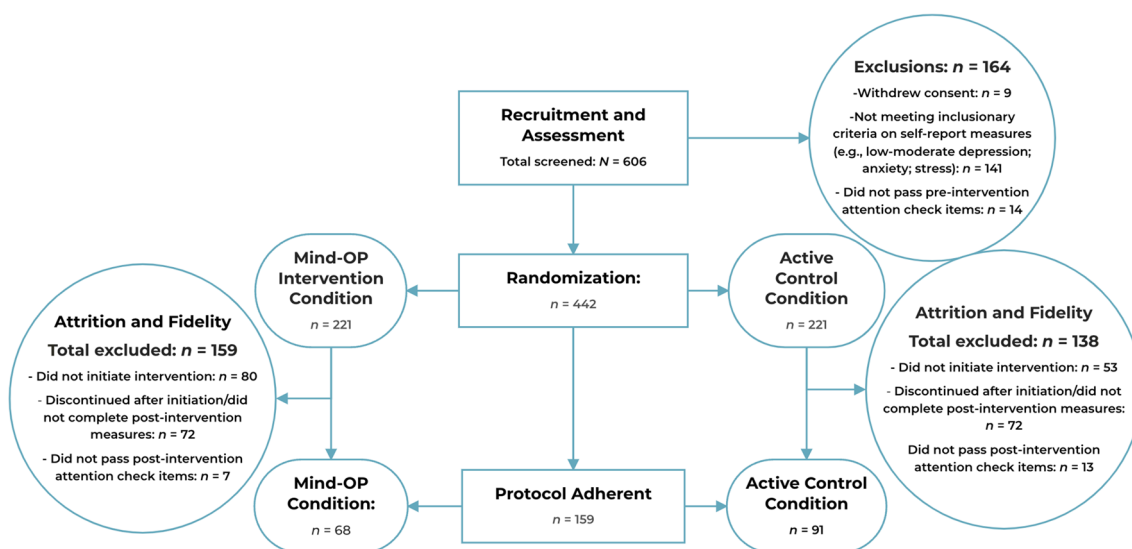 Recruitment and
Assessment
Total screened: N = 606
Exclusions: n = 164
-Withdrew consent: n = 9
-Not meeting inclusionary
criteria on self-report measures
(e.g., low-moderate depression;
anxiety; stress): n = 141
- Did not pass pre-intervention
attention check items: n = 14
Mind-OP
Intervention
Condition
n = 221
Randomization:
n = 442
Active
Control
Condition
n = 221
Attrition and Fidelity
Total excluded: n = 159
- Did not initiate intervention: n = 80
- Discontinued after initiation/did
not complete post-intervention
measures: n = 72
- Did not pass post-intervention
attention check items: n = 7
Attrition and Fidelity
Total excluded: n = 138
- Did not initiate intervention: n = 53
- Discontinued after initiation/did not
complete post-intervention measures:
n = 72
Did not pass post-intervention
attention check items: n = 13
Mind-OP
Condition:
n = 68
Protocol Adherent
n = 159
Active Control
Condition
n = 91